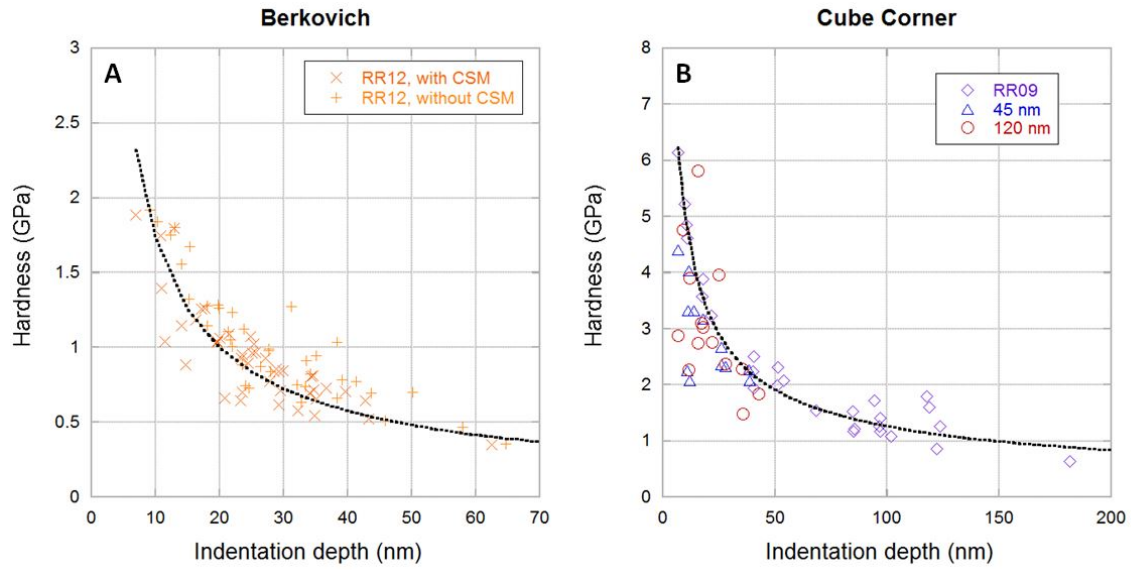 Berkovich
A
RR12, with CSM
RR12, without CSM
3
2.5
2
1.5
1
0.5
0
Hardness (GPa)
0 10 20 30 40 50 60 70
Indentation depth (nm)
Cube Corner
B
RR09
45 nm
120 nm
8
7
6
5
4
3
2
1
0
Hardness (GPa)
0 50 100 150 200
Indentation depth (nm)